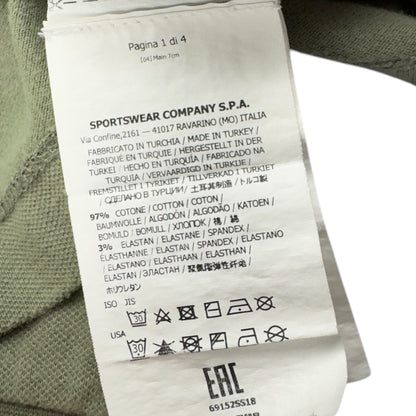 Pagina 1 di 4
[04] Main 7cm
SPORTSWEAR COMPANY S.P.A.
Via Confine,2161 — 41017 RAVARINO (MO) ITALIA
FABBRICATO IN TURCHIA / MADE IN TURKEY /
FABRIQUÉ EN TURQUIE / HERGESTELLT IN DER
TURKEI / HECHO EN TURQUÍA / FABRICADO EM
TURQUIA / VERVAARDIGD IN TURKIJE /
FREMSTILLET I TYRKIET / TILLVERKAD I TURKIET
/ СДЕЛАНО В ТУРЦИИ/ 土耳其制造 / トルコ製
97% COTONE / COTTON / COTON /
BAUMWOLLE / ALGODÓN / ALGODÃO / KATOEN /
BOMULD / BOMULL / ХЛОПОК / 棉 / 綿
3% ELASTAN / ELASTANE / SPANDEX /
ELASTHANNE / ELASTHAN / ELASTANO /
ELASTANO / ELASTHAAN / ELASTAN /
ELASTAN / ЭЛАСТАН / 聚氨酯弹性纤维 /
ポリウレタン
ISO JIS
30
USA
30
EAC
69152SS18